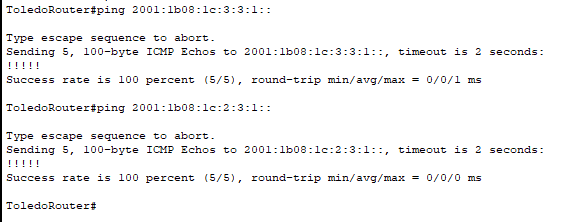 ToledoRouter#ping 2001:1b08:1c:3:3:1::
Type escape sequence to abort.
Sending 5, 100-byte ICMP Echos to 2001:1b08:1c:3:3:1::, timeout is 2 seconds:
!!!!!
Success rate is 100 percent (5/5), round-trip min/avg/max = 0/0/1 ms
ToledoRouter#ping 2001:1b08:1c:2:3:1::
Type escape sequence to abort.
Sending 5, 100-byte ICMP Echos to 2001:1b08:1c:2:3:1::, timeout is 2 seconds:
!!!!!
Success rate is 100 percent (5/5), round-trip min/avg/max = 0/0/0 ms
ToledoRouter#